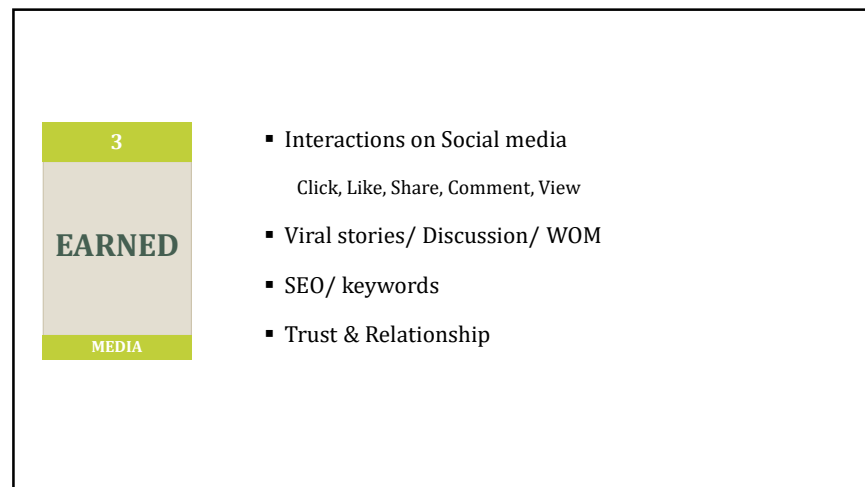 3
EARNED
MEDIA
▪ Interactions on Social media
Click, Like, Share, Comment, View
▪ Viral stories/ Discussion/ WOM
▪ SEO/ keywords
▪ Trust & Relationship